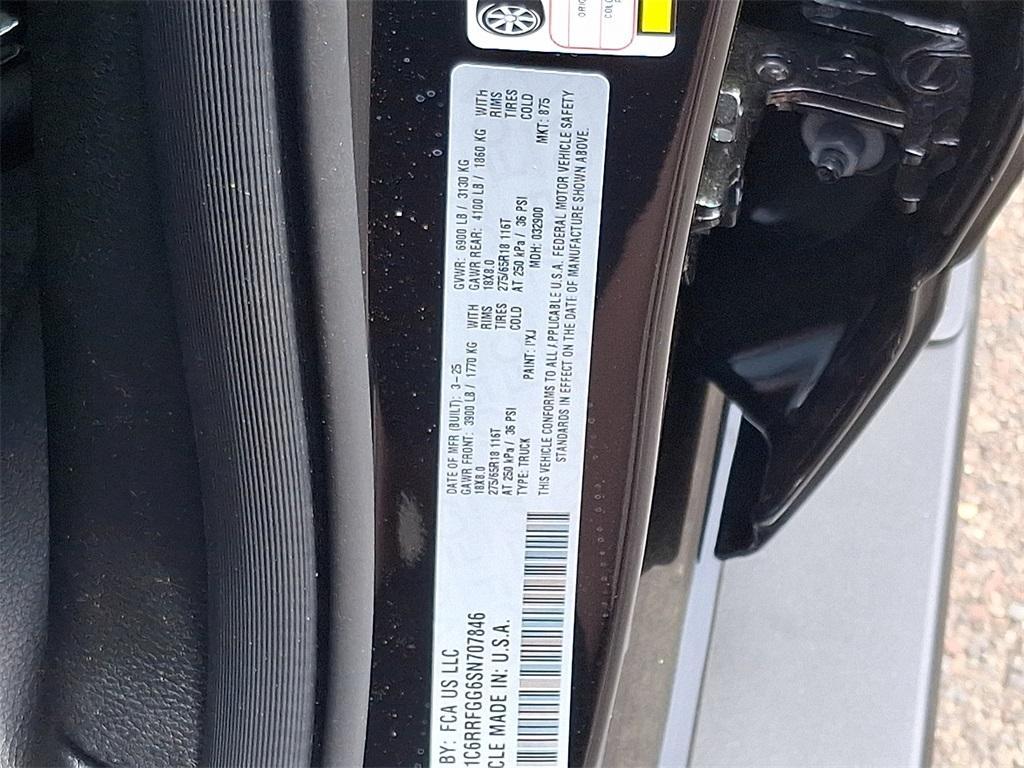 BY: FCA US LLC
1C6RRFGG6SN707846
CLE MADE IN: U.S.A.
DATE OF MFR (BUILT): 3-25
GVWR: 6900 LB / 3130 KG
GAWR FRONT: 3900 LB / 1770 KG WITH
GAWR REAR: 4100 LB / 1860 KG WITH
18X8.0 RIMS
18X8.0 RIMS
275/65R18 116T TIRES
275/65R18 116T TIRES
AT 250 kPa / 36 PSI COLD
AT 250 kPa / 36 PSI COLD
TYPE: TRUCK PAINT: PXJ MDH: 032900 MKT: 875
THIS VEHICLE CONFORMS TO ALL APPLICABLE U.S.A. FEDERAL MOTOR VEHICLE SAFETY
STANDARDS IN EFFECT ON THE DATE OF MANUFACTURE SHOWN ABOVE.